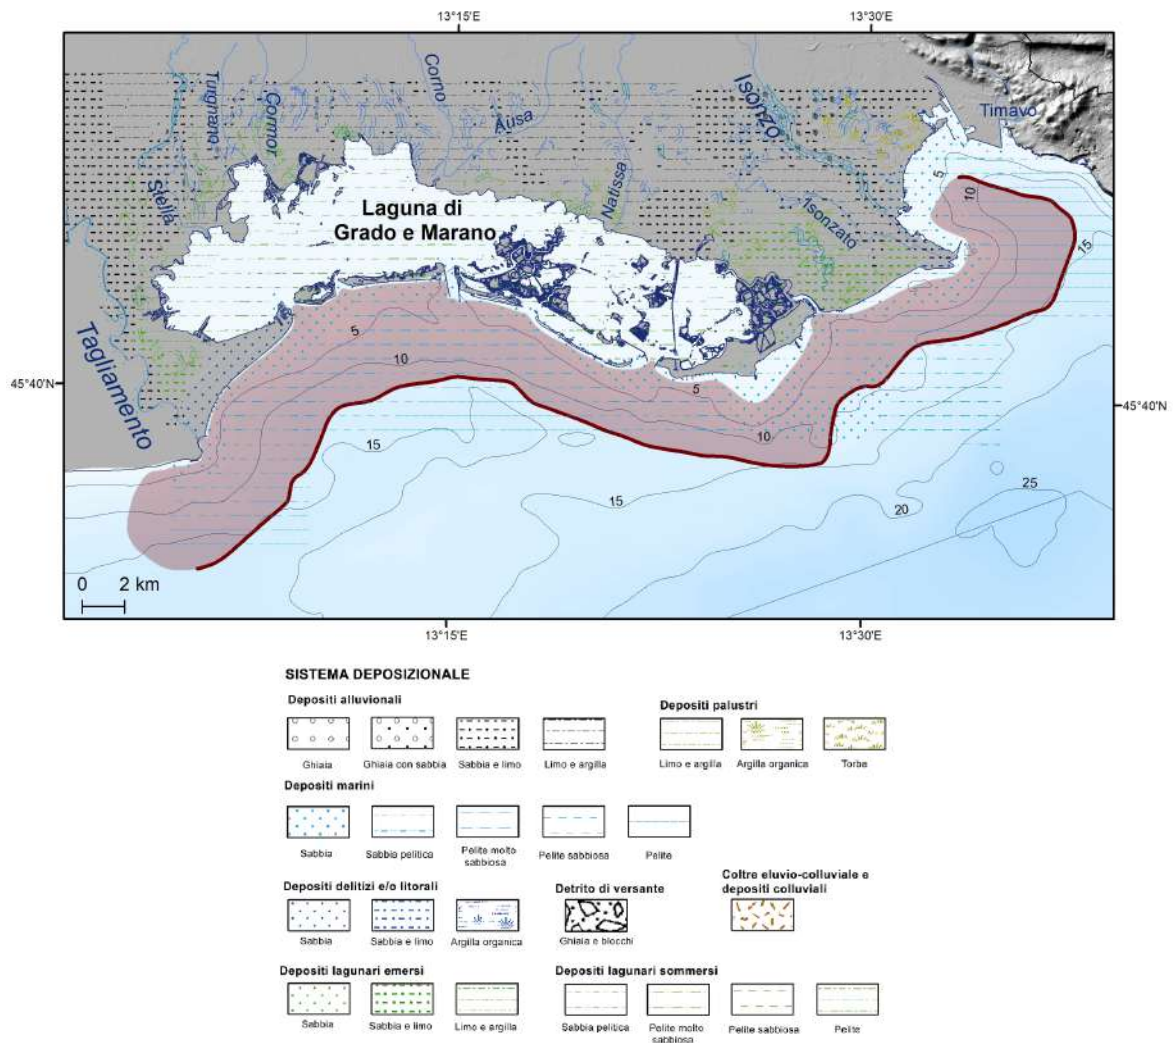 13°15'E 13°30'E
Turgnano
Cormor
Corno
Ausa
Isonzo
Timavo
Stella
Natissa
Laguna di
Grado e Marano
Isonzato
5
10
15
5
10
Tagliamento
45°40'N
5
45°40'N
10
15
15
20
25
0 2 km
13°15'E 13°30'E
SISTEMA DEPOSIZIONALE
Depositi alluvionali Depositi palustri
Ghiaia Ghiaia con sabbia Sabbia e limo Limo e argilla Limo e argilla Argilla organica Torba
Depositi marini
Sabbia Sabbia pelitica Pelite molto sabbiosa Pelite sabbiosa Pelite
Depositi deltizi e/o litorali Detrito di versante Coltre eluvio-colluviale e
depositi colluviali
Sabbia Sabbia e limo Argilla organica Ghiaia e blocchi
Depositi lagunari emersi Depositi lagunari sommersi
Sabbia Sabbia e limo Limo e argilla Sabbia pelitica Pelite molto sabbiosa Pelite sabbiosa Pelite